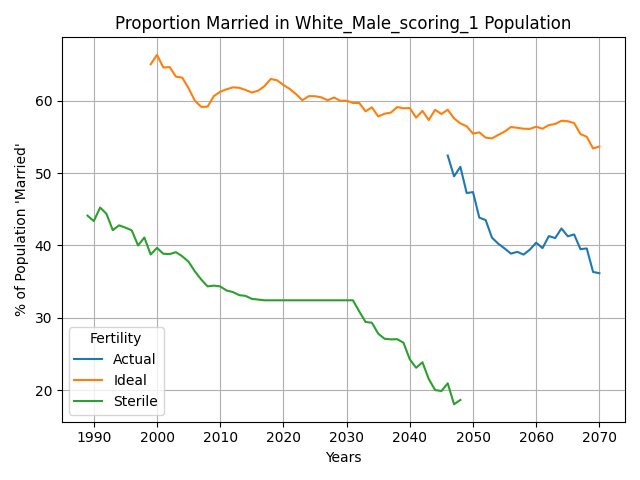 Proportion Married in White_Male_scoring_1 Population
% of Population 'Married'
60
50
40
30
20
Fertility
Actual
Ideal
Sterile
1990 2000 2010 2020 2030 2040 2050 2060 2070
Years